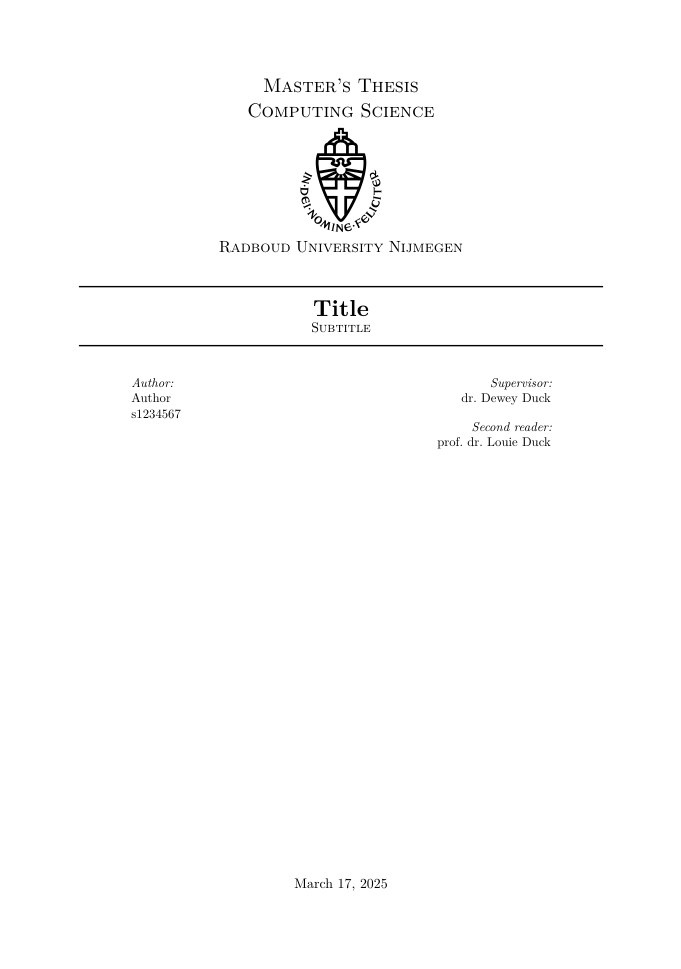 Master's Thesis
Computing Science
IN·DEI·NOMINE·FELICITER
Radboud University Nijmegen
Title
Subtitle
Author:
Author
s1234567
Supervisor:
dr. Dewey Duck
Second reader:
prof. dr. Louie Duck
March 17, 2025